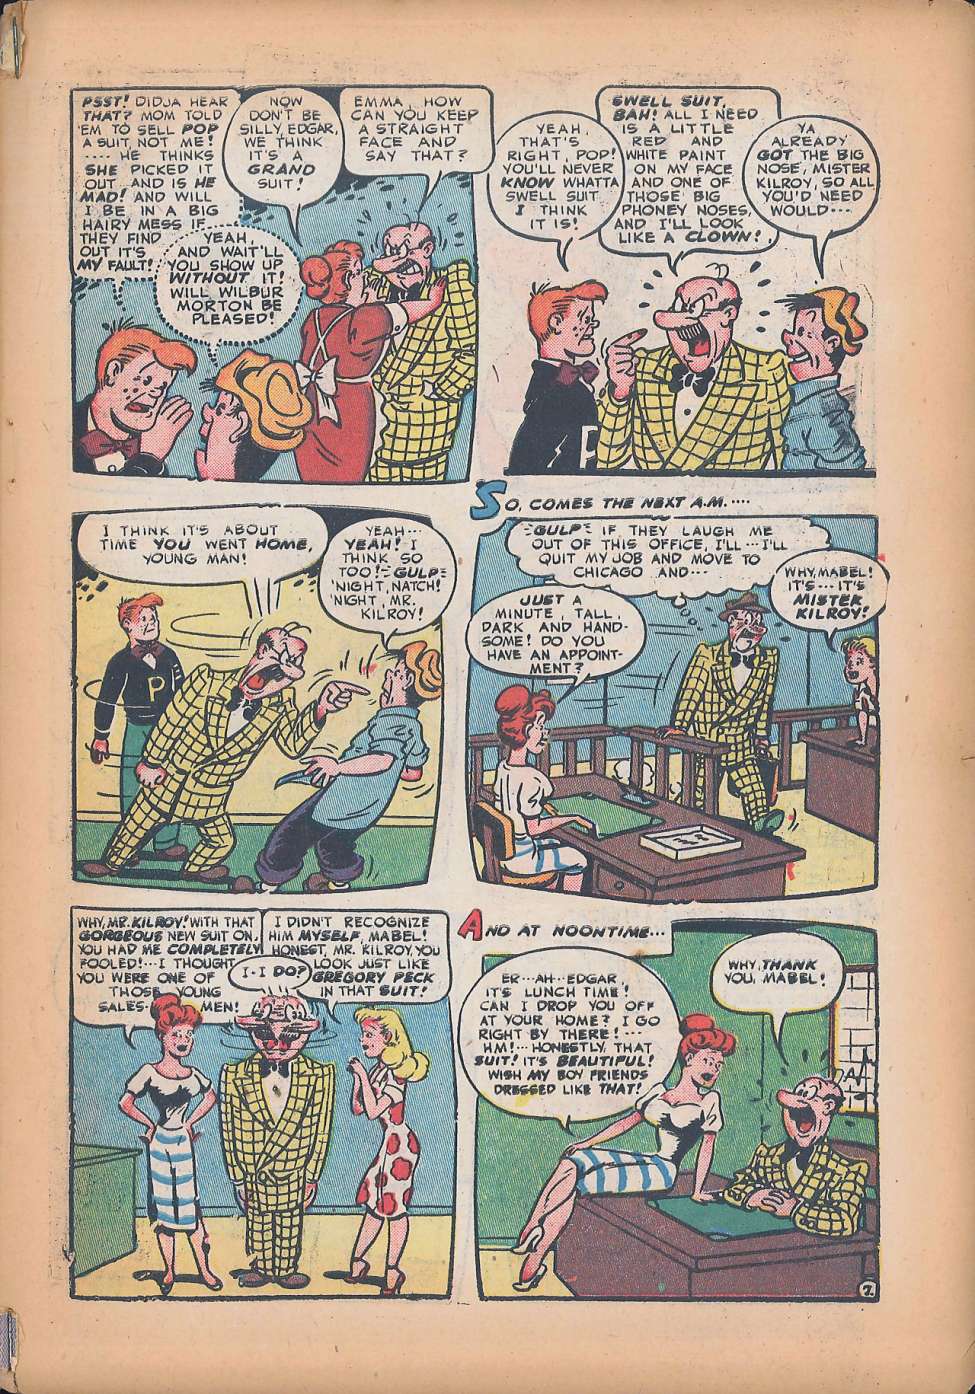 PSST! DIDJA HEAR
THAT? MOM TOLD
'EM TO SELL POP
A SUIT, NOT ME!
.... HE THINKS
SHE PICKED IT
OUT AND IS HE
MAD! AND WILL
I BE IN A BIG
HAIRY MESS IF
THEY FIND
OUT IT'S
MY FAULT!
YEAH,
AND WAIT'LL
YOU SHOW UP
WITHOUT IT!
WILL WILBUR
MORTON BE
PLEASED!
NOW
DON'T BE
SILLY, EDGAR,
WE THINK
IT'S A
GRAND
SUIT!
EMMA, HOW
CAN YOU KEEP
A STRAIGHT
FACE AND
SAY THAT?
YEAH,
THAT'S
RIGHT, POP!
YOU'LL NEVER
KNOW WHATTA
SWELL SUIT
I THINK
IT IS!
SWELL SUIT,
BAH! ALL I NEED
IS A LITTLE
RED AND
WHITE PAINT
ON MY FACE
AND ONE OF
THOSE BIG
PHONEY NOSES,
AND I'LL LOOK
LIKE A CLOWN!
YA
ALREADY
GOT THE BIG
NOSE, MISTER
KILROY, SO ALL
YOU'D NEED
WOULD---
F
I THINK IT'S ABOUT
TIME YOU WENT HOME,
YOUNG MAN!
YEAH---
YEAH! I
THINK SO
TOO! GULP
'NIGHT, NATCH!
'NIGHT, MR.
KILROY!
P
SO, COMES THE NEXT A.M. ....
GULP IF THEY LAUGH ME
OUT OF THIS OFFICE, I'LL---I'LL
QUIT MY JOB AND MOVE TO
CHICAGO AND---
JUST A
MINUTE, TALL,
DARK AND HAND-
SOME! DO YOU
HAVE AN APPOINT-
MENT?
WHY, MABEL!
IT'S---IT'S
MISTER
KILROY!
WHY, MR. KILROY! WITH THAT
GORGEOUS NEW SUIT ON,
YOU HAD ME COMPLETELY
FOOLED!---I THOUGHT
YOU WERE ONE OF
THOSE YOUNG
SALES-MEN!
I-I DO?
I DIDN'T RECOGNIZE
HIM MYSELF, MABEL!
HONEST, MR. KILROY, YOU
LOOK JUST LIKE
GREGORY PECK
IN THAT SUIT!
AND AT NOONTIME...
ER---AH---EDGAR,
IT'S LUNCH TIME!
CAN I DROP YOU OFF
AT YOUR HOME? I GO
RIGHT BY THERE!---
HM!---HONESTLY, THAT
SUIT! IT'S BEAUTIFUL!
WISH MY BOY FRIENDS
DRESSED LIKE THAT!
WHY, THANK
YOU, MABEL!
7